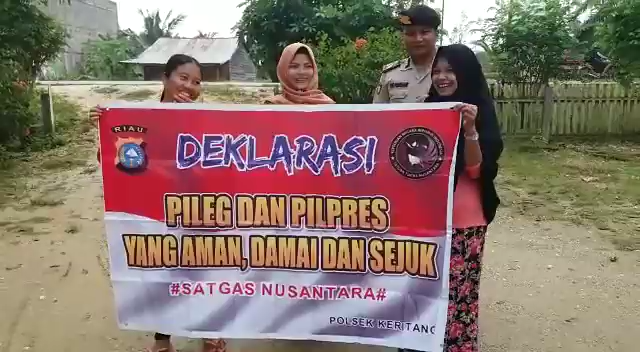 RIAU
DEKLARASI
PILEG DAN PILPRES
YANG AMAN, DAMAI DAN SEJUK
#SATGAS NUSANTARA#
POLSEK KERITANG